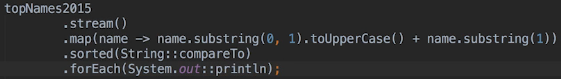 topNames2015
.stream()
.map(name -> name.substring(0, 1).toUpperCase() + name.substring(1))
.sorted(String::compareTo)
.forEach(System.out::println);